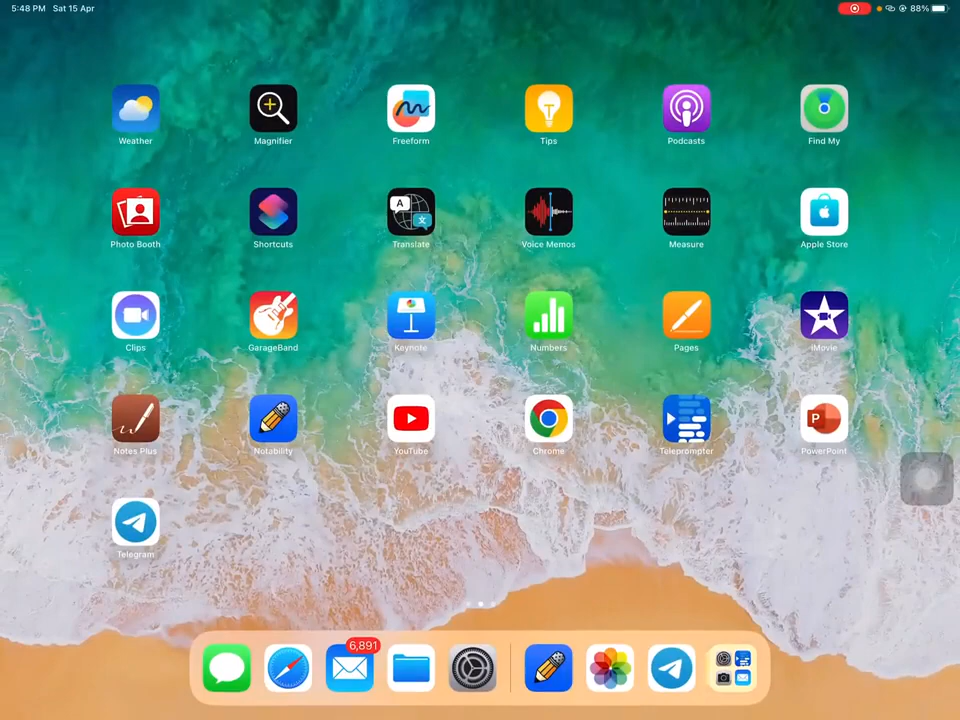 5:48 PM Sat 15 Apr 88%
Weather Magnifier Freeform Tips Podcasts Find My
Photo Booth Shortcuts Translate Voice Memos Measure Apple Store
Clips GarageBand Keynote Numbers Pages iMovie
Notes Plus Notability YouTube Chrome Teleprompter PowerPoint
Telegram
6,891